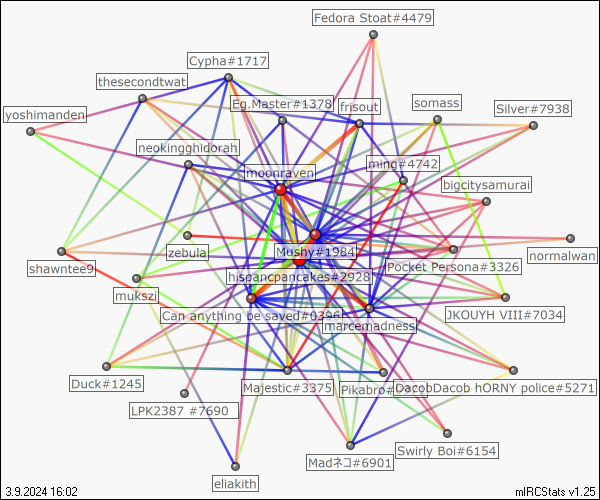 Fedora Stoat#4479
Cypha#1717
thesecondtwat
Eg.Master#1378
frisout
somass
Silver#7938
yoshimanden
neokingghidorah
ming#4742
moonraven
bigcitysamurai
zebula
Mushy#1984
normalwan
shawntee9
hispancpancakes#2928
Pocket Persona#3326
mukszi
Can anything be saved#0396
JKOUYH VIII#7034
marcemadness
Duck#1245
Majestic#3375
Pikabro#
DacobDacob hORNY police#5271
LPK2387 #7690
Swirly Boi#6154
Madネコ#6901
eliakith
3.9.2024 16:02
mIRCStats v1.25